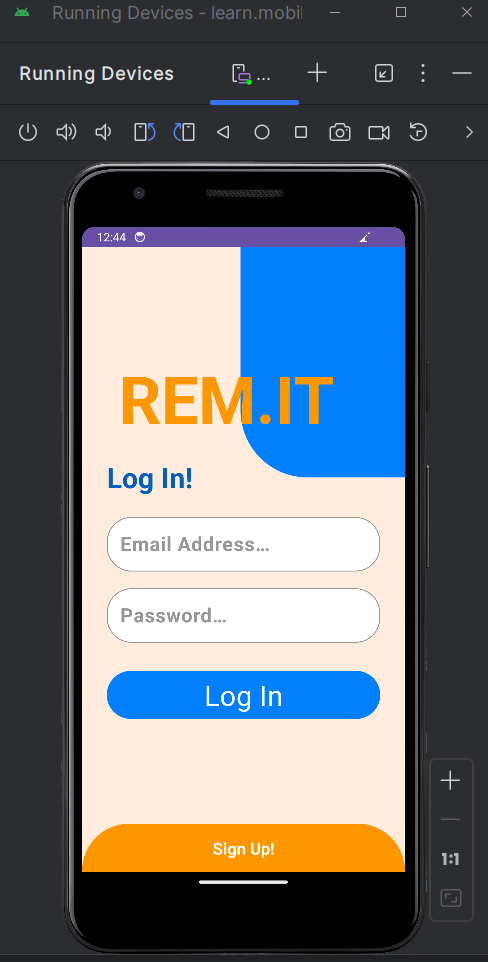 Running Devices - learn.mobil
Running Devices
...
12:44
REM.IT
Log In!
Email Address...
Password...
Log In
Sign Up!
1:1